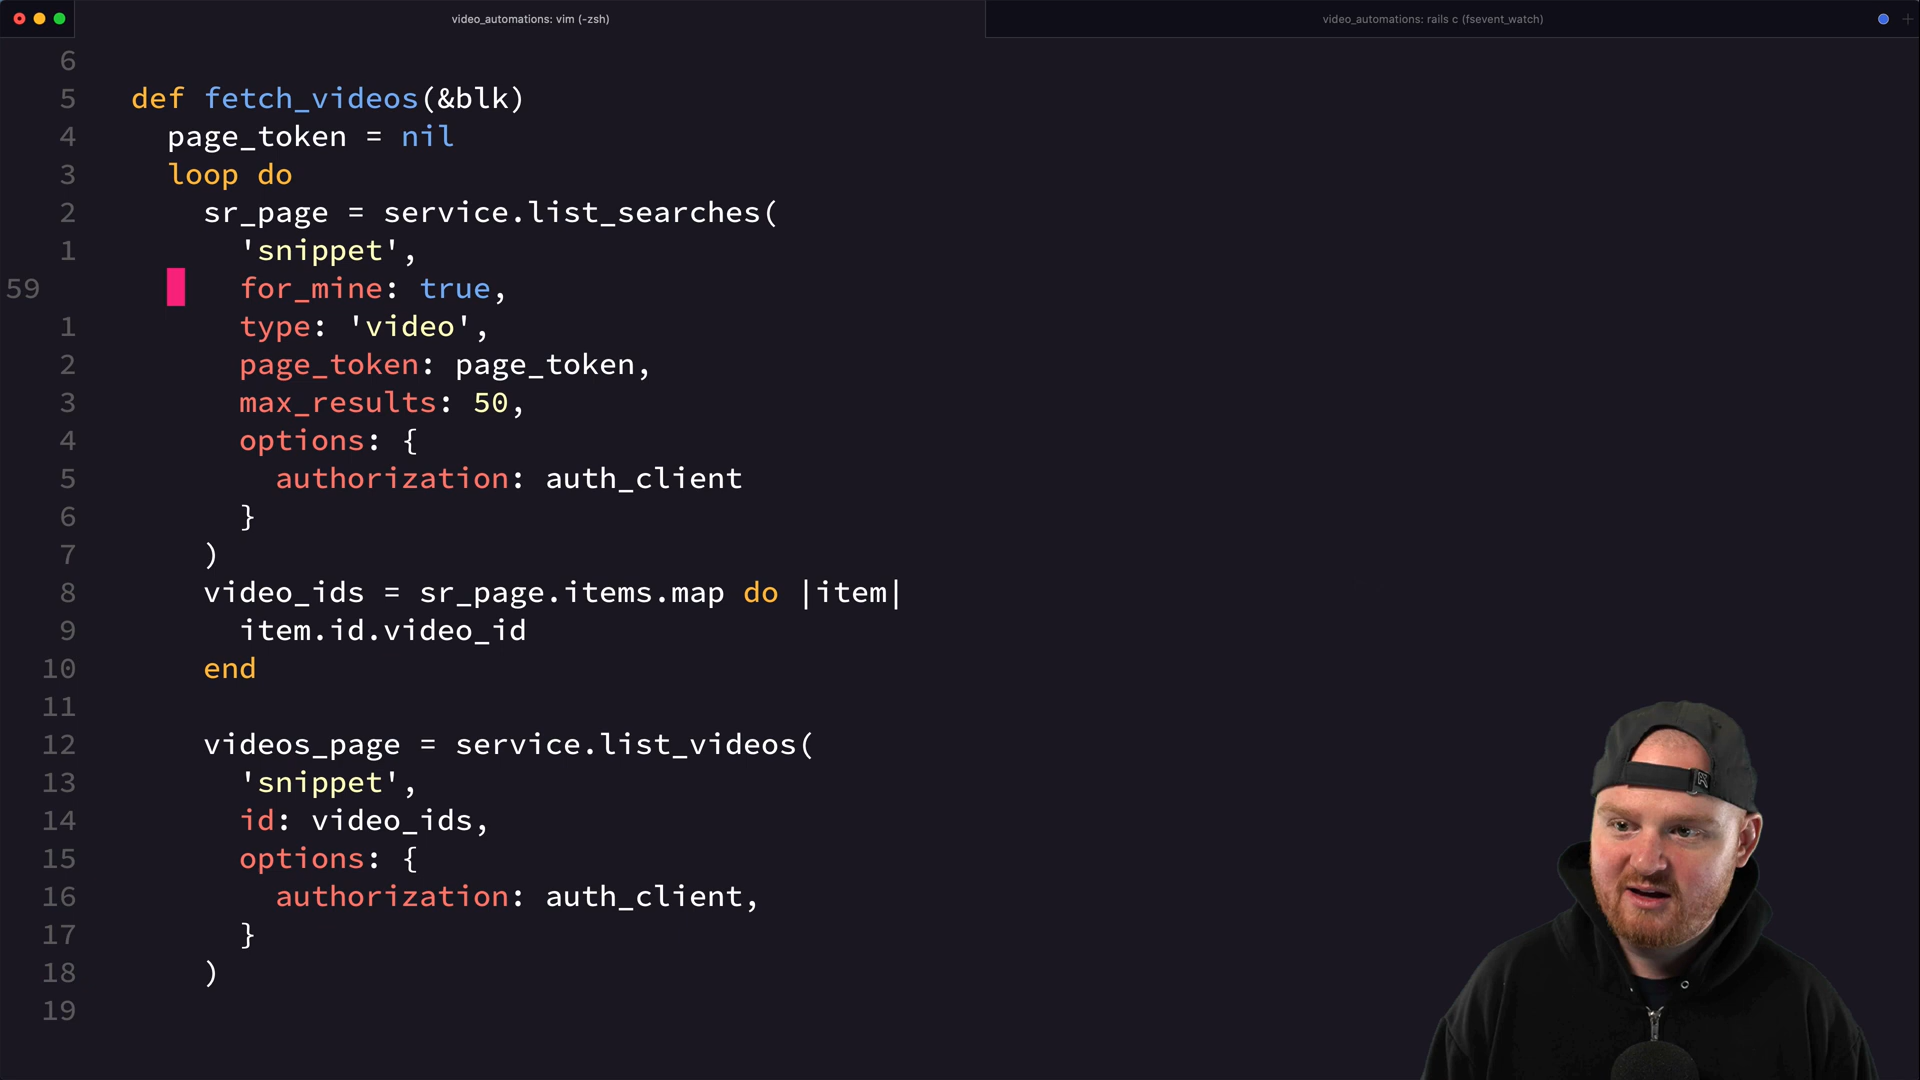 video_automations: vim (-zsh)
video_automations: rails c (fsevent_watch)
6
5 def fetch_videos(&blk)
4 page_token = nil
3 loop do
2 sr_page = service.list_searches(
1 'snippet',
59 for_mine: true,
1 type: 'video',
2 page_token: page_token,
3 max_results: 50,
4 options: {
5 authorization: auth_client
6 }
7 )
8 video_ids = sr_page.items.map do |item|
9 item.id.video_id
10 end
11
12 videos_page = service.list_videos(
13 'snippet',
14 id: video_ids,
15 options: {
16 authorization: auth_client,
17 }
18 )
19